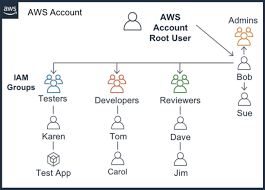 aws
AWS Account
AWS
Account
Root User
Admins
IAM
Groups
Testers
Developers
Reviewers
Bob
Karen
Tom
Dave
Sue
Test App
Carol
Jim